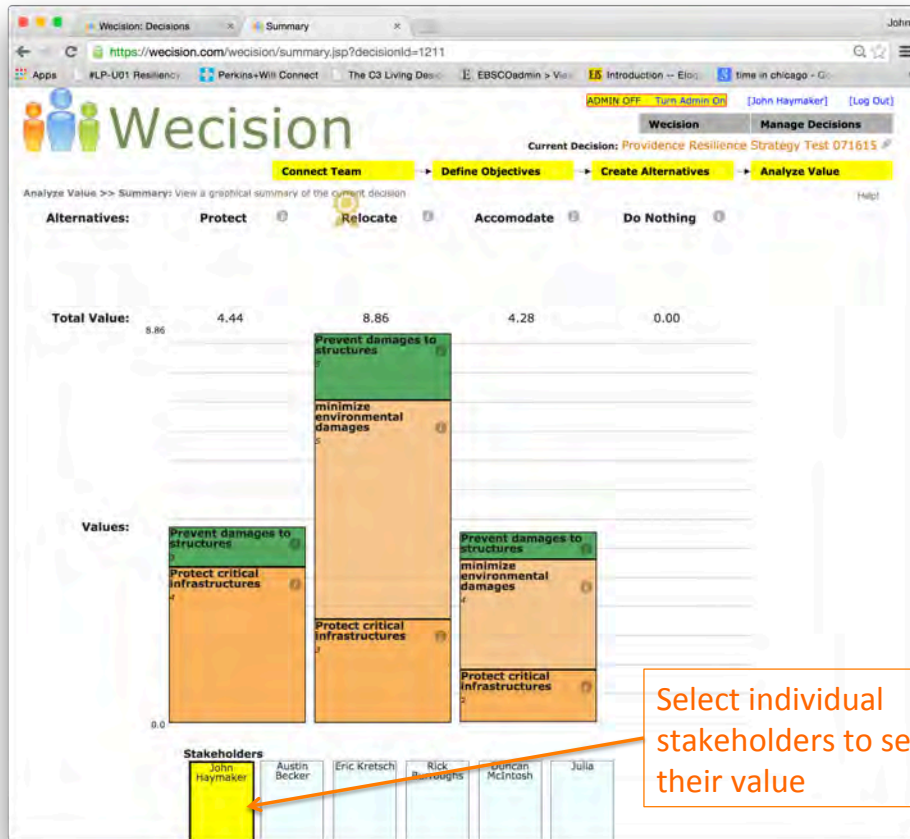 Wecision: Decisions × Summary × John
https://wecision.com/wecision/summary.jsp?decisionId=1211
Apps #LP-U01 Resiliency Perkins+Will Connect The C3 Living Des EBSCOadmin > Vie Introduction -- Eloq time in chicago - G
ADMIN OFF Turn Admin On [John Haymaker] [Log Out]
Wecision
Wecision Manage Decisions
Current Decision: Providence Resilience Strategy Test 071615
Connect Team Define Objectives Create Alternatives Analyze Value
Analyze Value >> Summary: View a graphical summary of the current decision Help!
Alternatives: Protect Relocate Accomodate Do Nothing
Total Value: 4.44 8.86 4.28 0.00
8.86
Prevent damages to
structures
5
minimize
environmental
damages
5
Values:
Prevent damages to
structures
Protect critical
infrastructures
4
Protect critical
infrastructures
3
Prevent damages to
structures
minimize
environmental
damages
4
Protect critical
infrastructures
0.0
Select individual
stakeholders to se
their value
Stakeholders
John
Haymaker
Austin
Becker
Eric Kretsch
Rick
Burroughs
Duncan
McIntosh
Julia